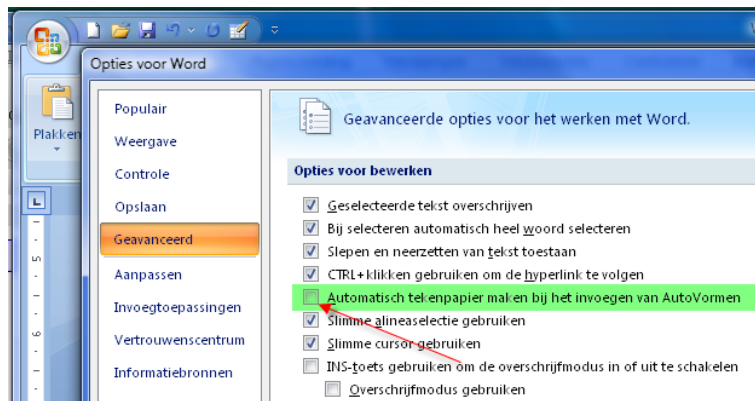 Opties voor Word
Plakken
Populair
Weergave
Controle
Opslaan
Geavanceerd
Aanpassen
Invoegtoepassingen
Vertrouwenscentrum
Informatiebronnen
Geavanceerde opties voor het werken met Word.
Opties voor bewerken
Geselecteerde tekst overschrijven
Bij selecteren automatisch heel woord selecteren
Slepen en neerzetten van tekst toestaan
CTRL+klikken gebruiken om de hyperlink te volgen
Automatisch tekenpapier maken bij het invoegen van AutoVormen
Slimme alineaselectie gebruiken
Slimme cursor gebruiken
INS-toets gebruiken om de overschrijfmodus in of uit te schakelen
Overschrijfmodus gebruiken